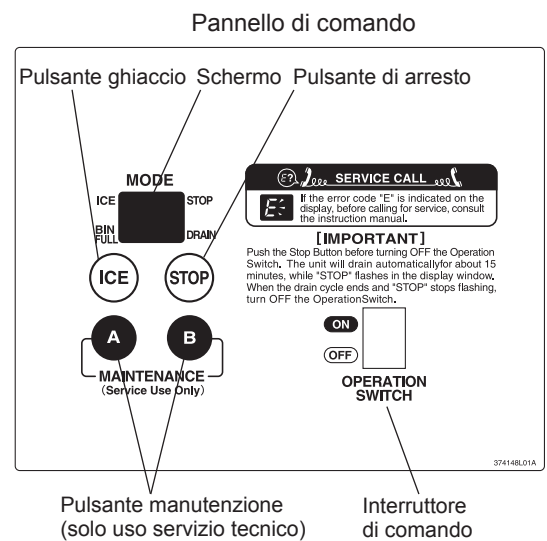 Pannello di comando
Pulsante ghiaccio Schermo Pulsante di arresto
MODE
ICE STOP
BIN
FULL DRAIN
ICE STOP
A B
MAINTENANCE
(Service Use Only)
E? SERVICE CALL
E
If the error code "E" is indicated on the
display, before calling for service, consult
the instruction manual.
[IMPORTANT]
Push the Stop Button before turning OFF the Operation
Switch. The unit will drain automaticallyfor about 15
minutes, while "STOP" flashes in the display window.
When the drain cycle ends and "STOP" stops flashing,
turn OFF the OperationSwitch.
ON
OFF
OPERATION
SWITCH
374148L01A
Pulsante manutenzione
(solo uso servizio tecnico)
Interruttore
di comando